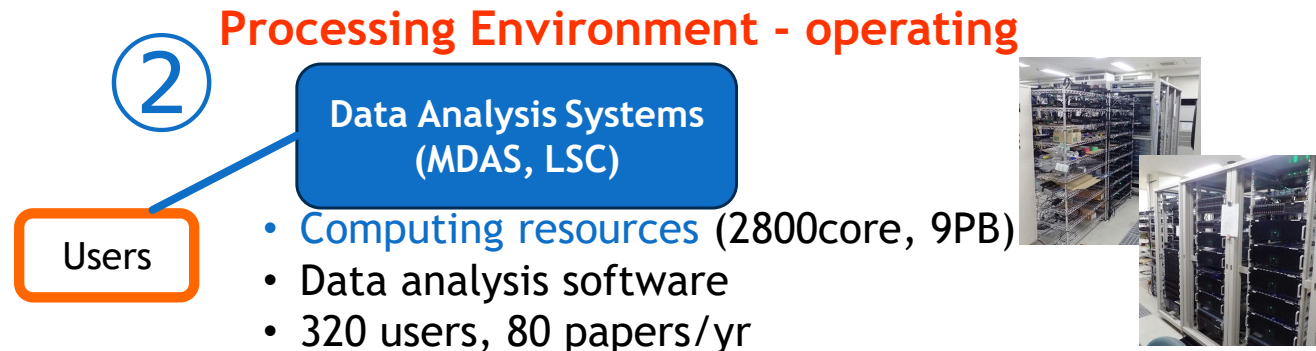 Processing Environment - operating
②
Data Analysis Systems
(MDAS, LSC)
Users
• Computing resources (2800core, 9PB)
• Data analysis software
• 320 users, 80 papers/yr